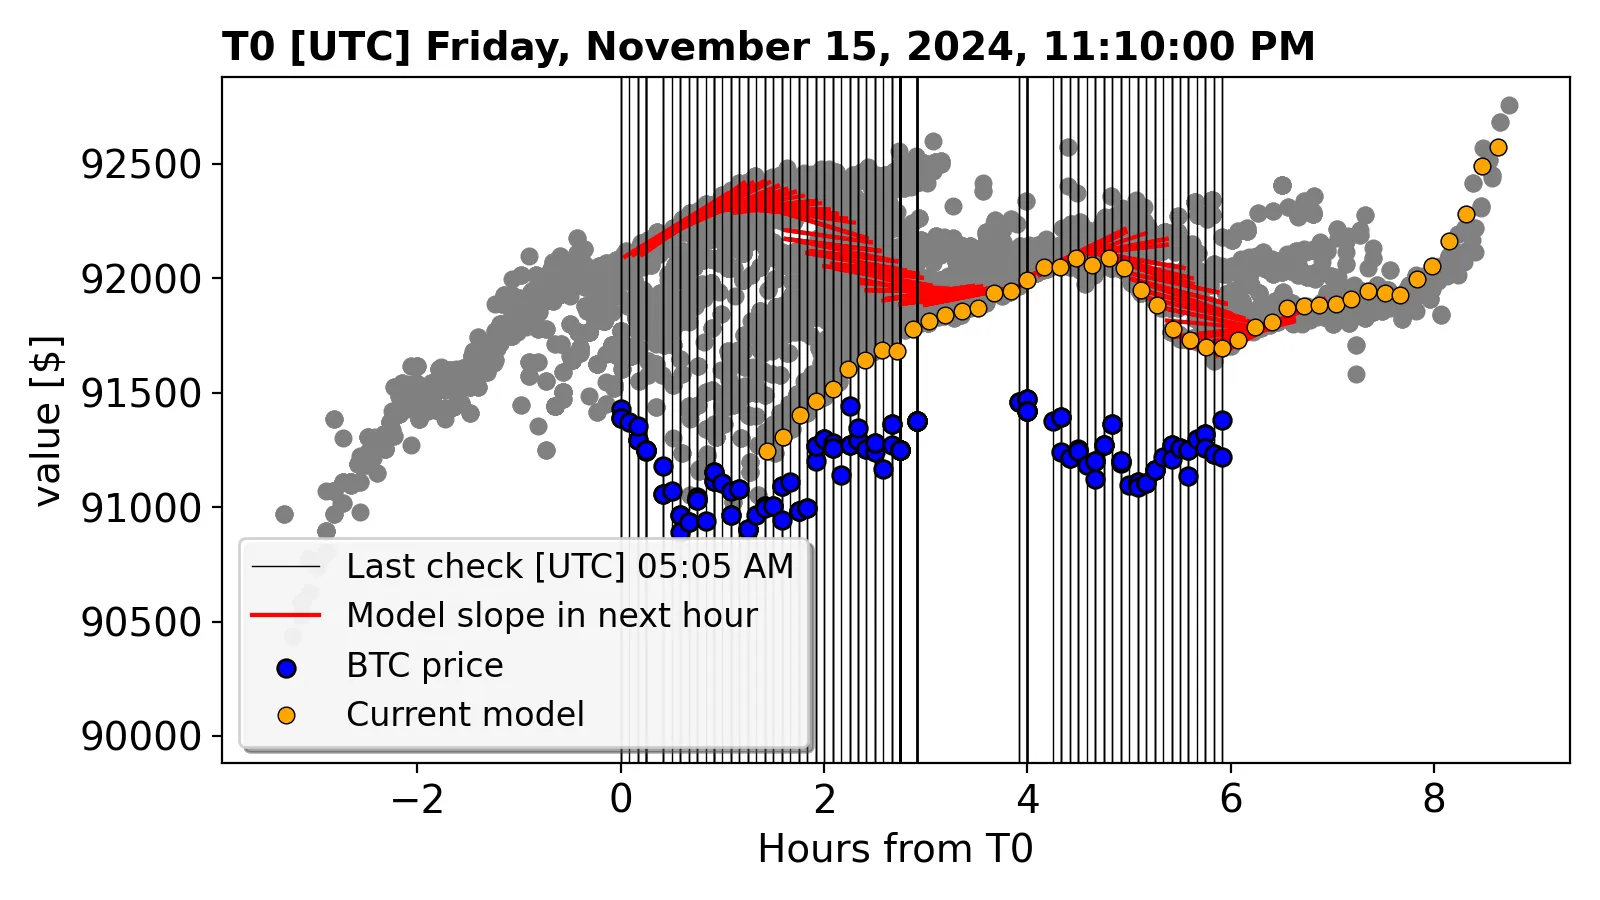 T0 [UTC] Friday, November 15, 2024, 11:10:00 PM
value [$]
92500
92000
91500
91000
90500
90000
Last check [UTC] 05:05 AM
Model slope in next hour
BTC price
Current model
−2 0 2 4 6 8
Hours from T0